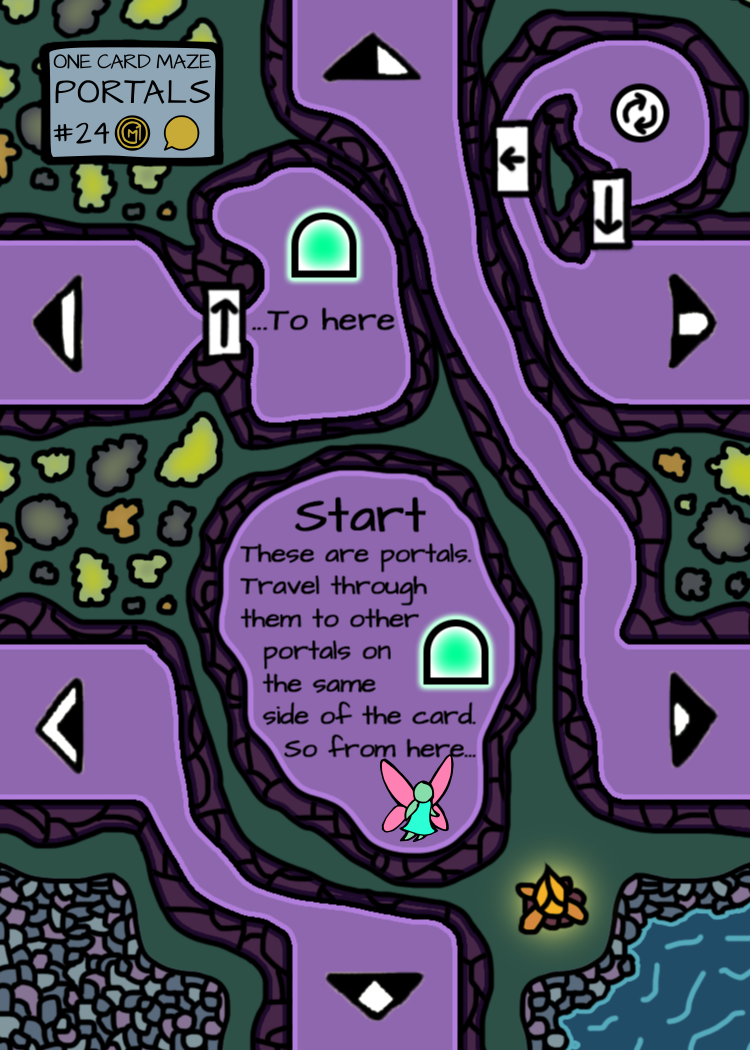 ONE CARD MAZE
PORTALS
#24
...To here
Start
These are portals.
Travel through
them to other
portals on
the same
side of the card.
So from here...